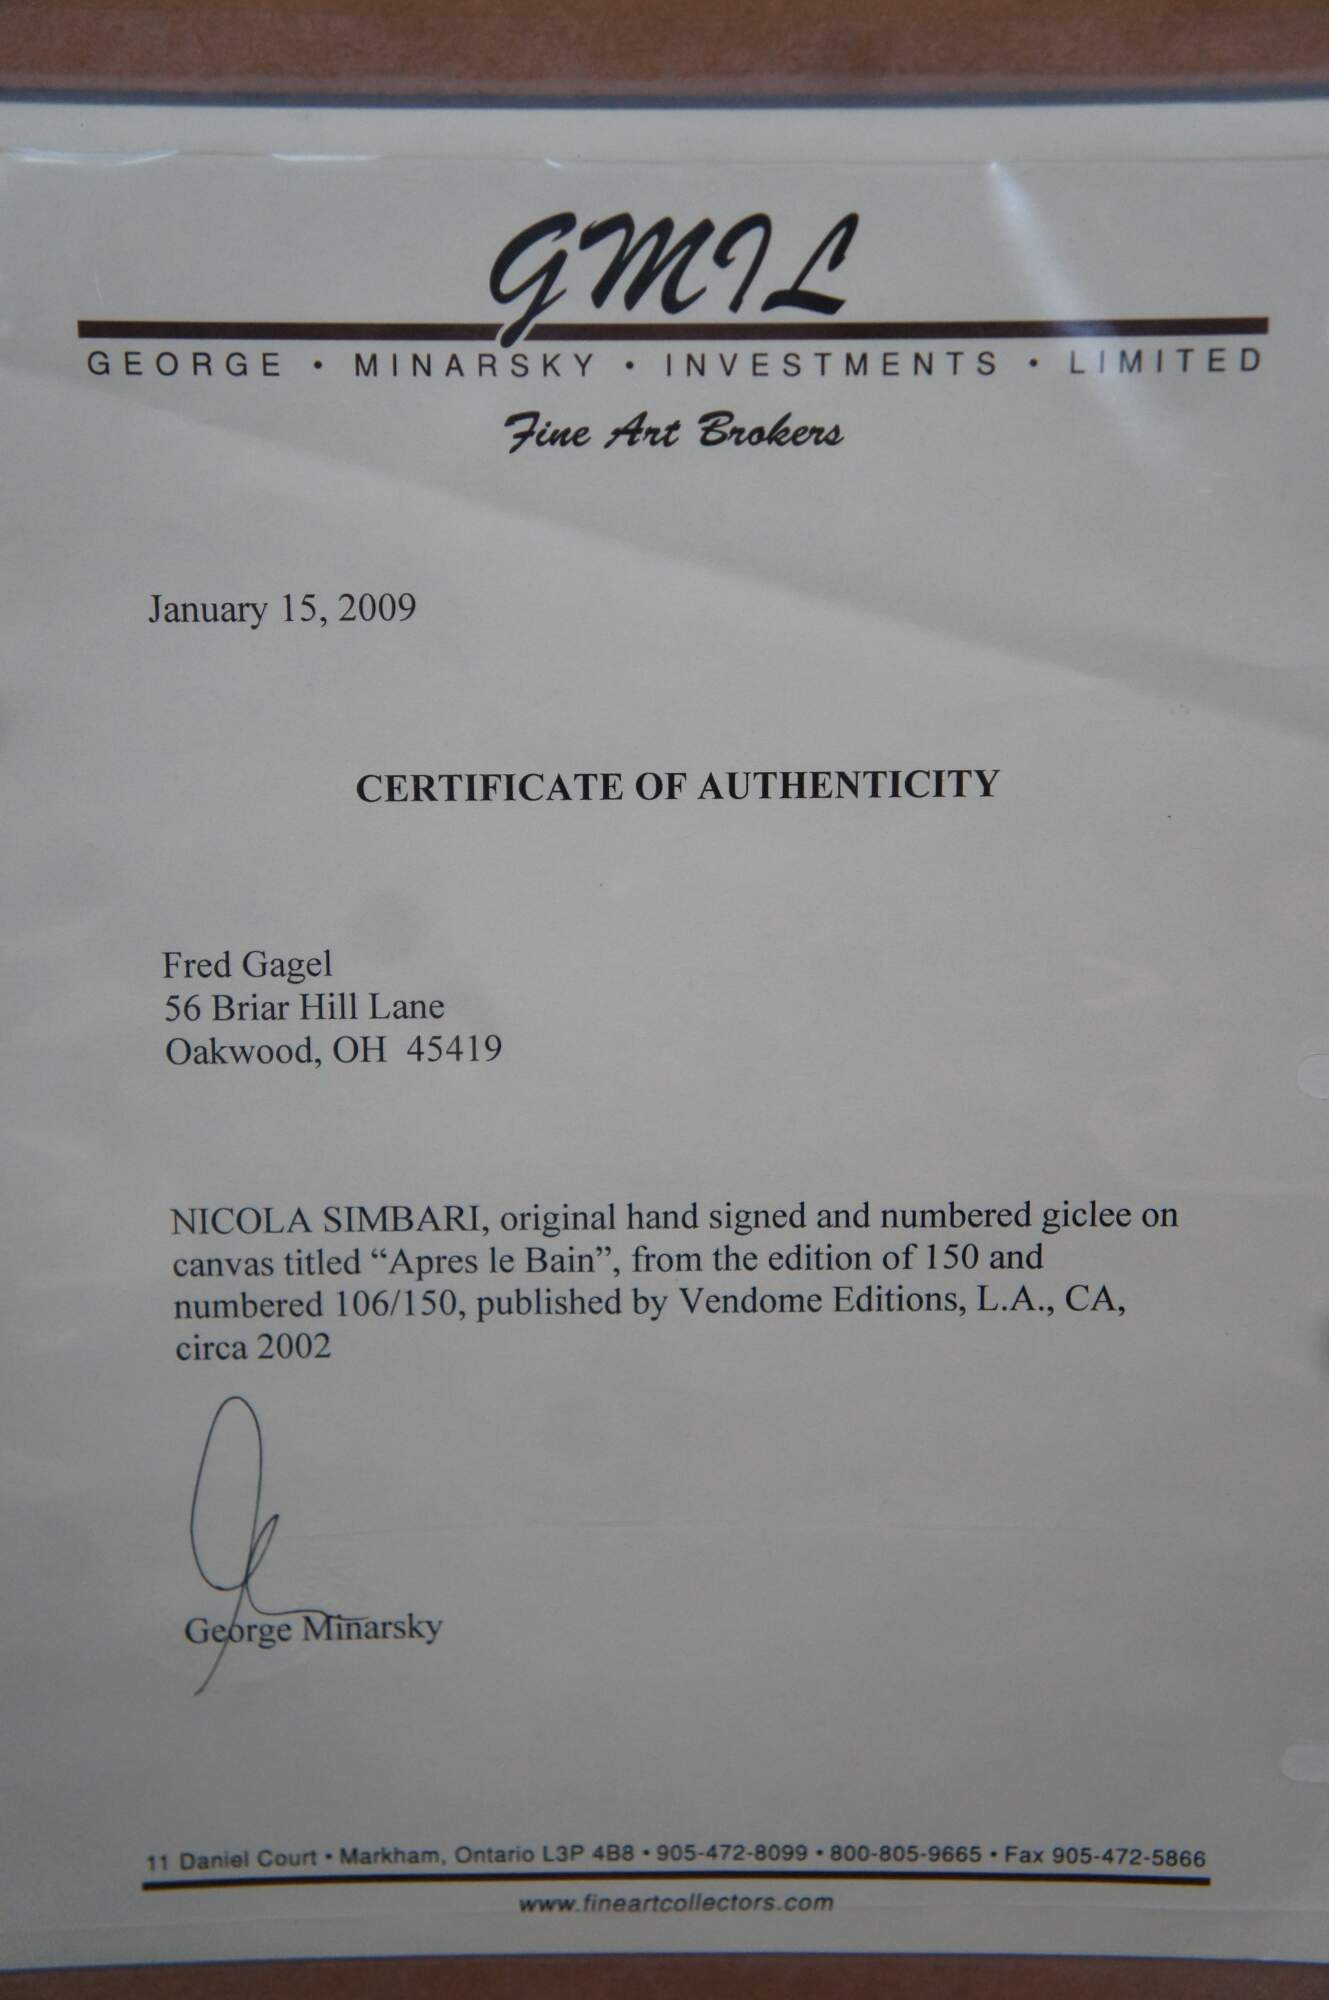 GMIL
GEORGE • MINARSKY • INVESTMENTS • LIMITED
Fine Art Brokers
January 15, 2009
CERTIFICATE OF AUTHENTICITY
Fred Gagel
56 Briar Hill Lane
Oakwood, OH 45419
NICOLA SIMBARI, original hand signed and numbered giclee on
canvas titled “Apres le Bain”, from the edition of 150 and
numbered 106/150, published by Vendome Editions, L.A., CA,
circa 2002
George Minarsky
11 Daniel Court • Markham, Ontario L3P 4B8 • 905-472-8099 • 800-805-9665 • Fax 905-472-5866
www.fineartcollectors.com